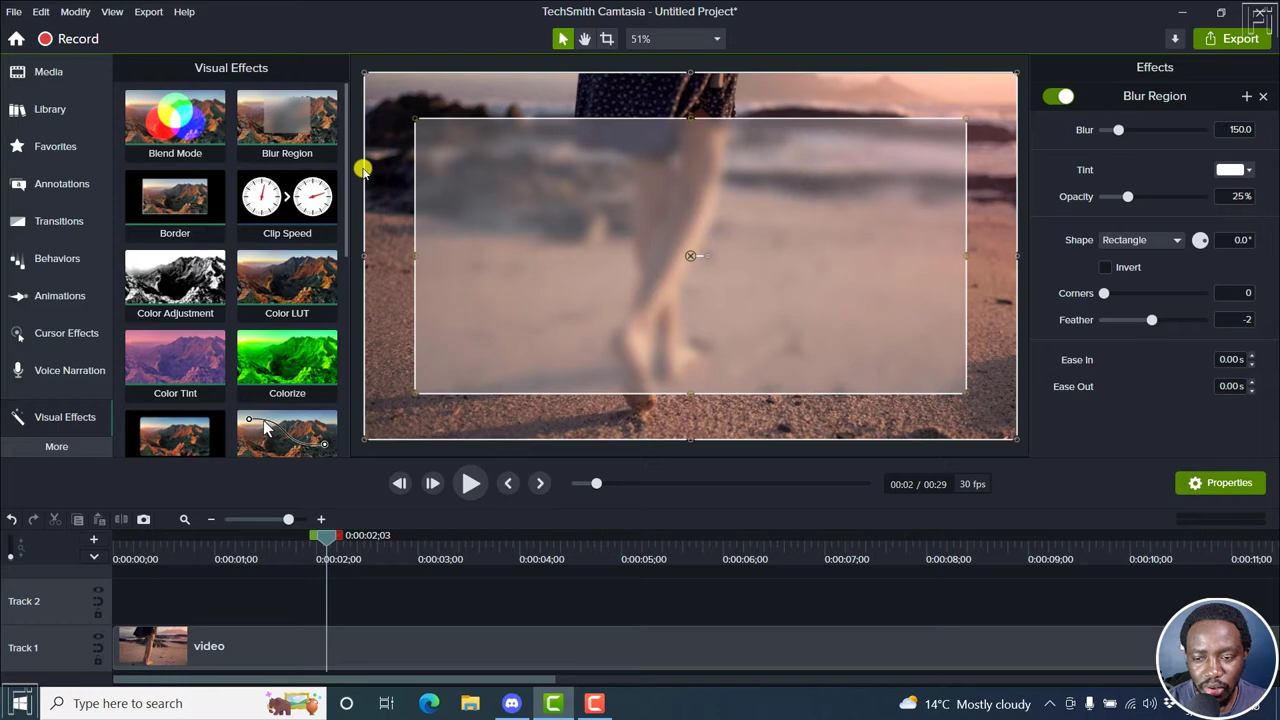 File Edit Modify View Export Help TechSmith Camtasia - Untitled Project*
Record 51% Export
Media
Library
Favorites
Annotations
Transitions
Behaviors
Animations
Cursor Effects
Voice Narration
Visual Effects
More
Visual Effects
Blend Mode Blur Region
Border Clip Speed
Color Adjustment Color LUT
Color Tint Colorize
Effects
Blur Region
Blur 150.0
Tint
Opacity 25%
Shape Rectangle 0.0°
Invert
Corners 0
Feather -2
Ease In 0.00s
Ease Out 0.00s
00:02 / 00:29 30 fps
Properties
0:00:02;03
0:00:00;00 0:00:01;00 0:00:02;00 0:00:03;00 0:00:04;00 0:00:05;00 0:00:06;00 0:00:07;00 0:00:08;00 0:00:09;00 0:00:10;00 0:00:11;00
Track 2
Track 1 video
Type here to search 14°C Mostly cloudy